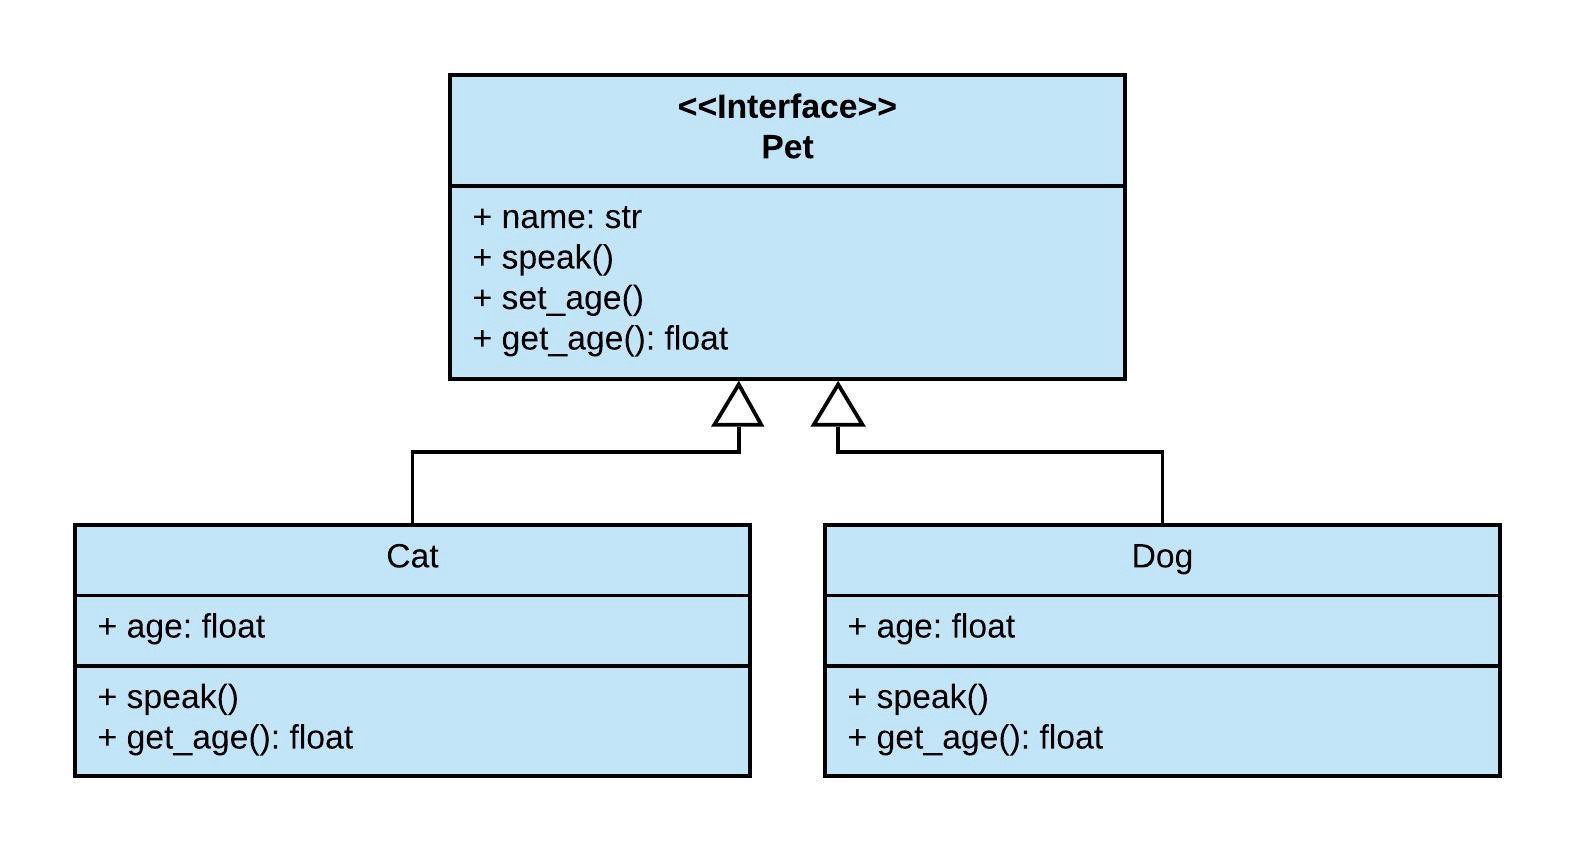 <<Interface>>
Pet
+ name: str
+ speak()
+ set_age()
+ get_age(): float
Cat
+ age: float
+ speak()
+ get_age(): float
Dog
+ age: float
+ speak()
+ get_age(): float